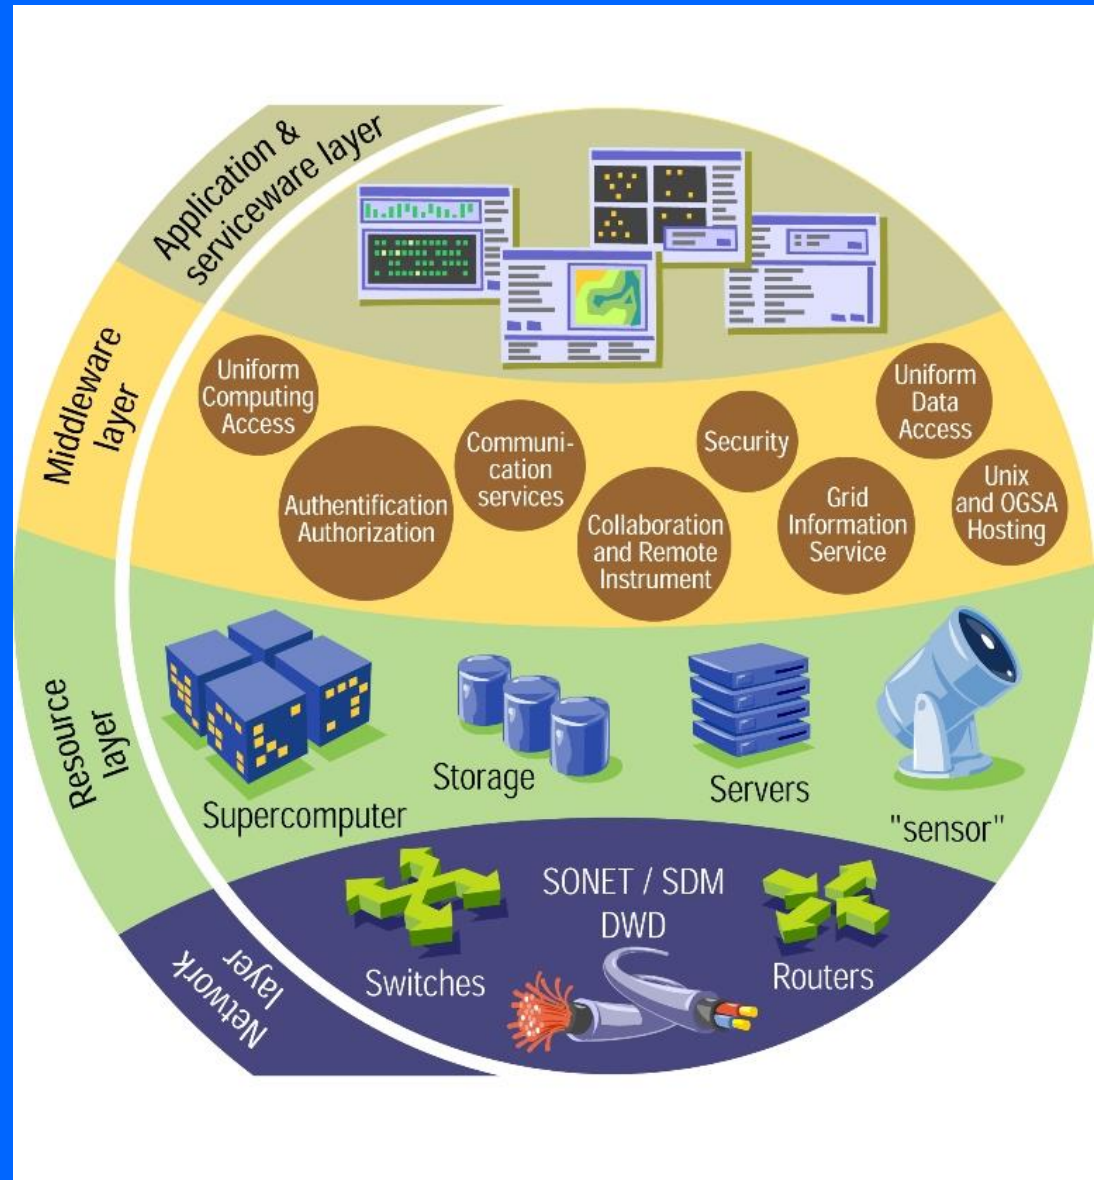 Application &
serviceware layer
Middleware
layer
Uniform
Computing
Access
Authentification
Authorization
Communi-
cation
services
Collaboration
and Remote
Instrument
Security
Grid
Information
Service
Uniform
Data
Access
Unix
and OGSA
Hosting
Resource
layer
Supercomputer
Storage
Servers
"sensor"
Network
layer
Switches
SONET / SDM
DWD
Routers